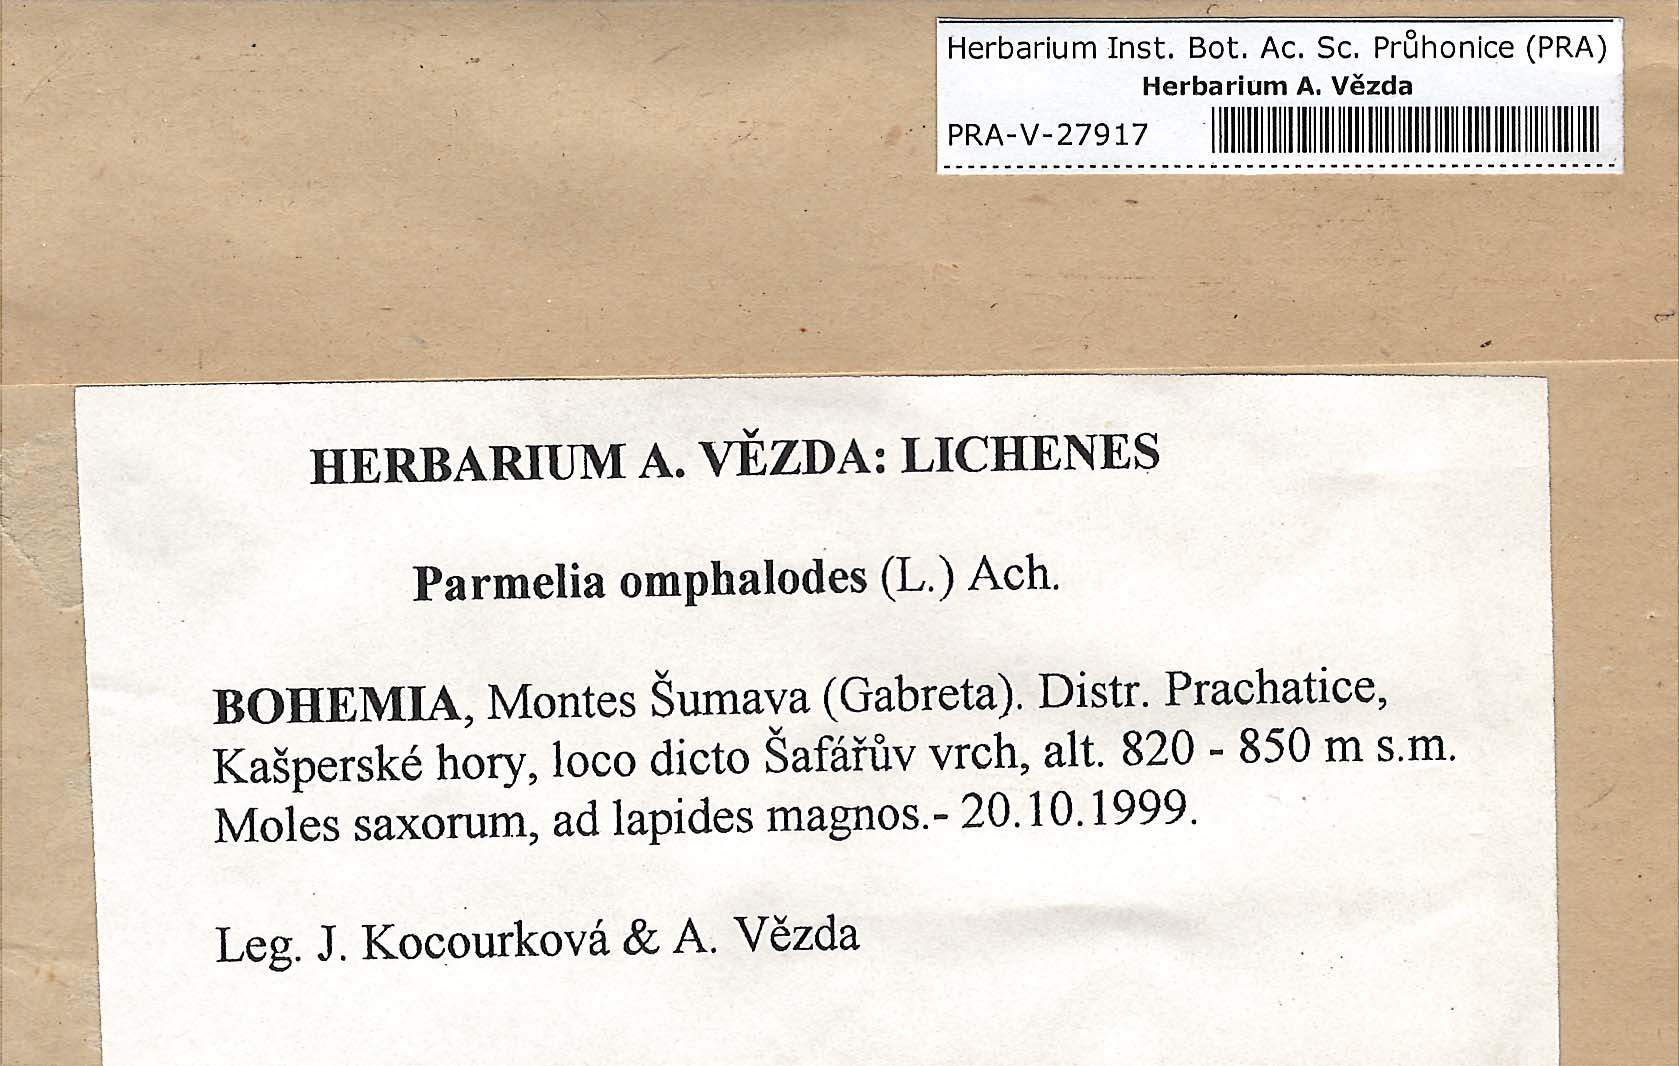 Herbarium Inst. Bot. Ac. Sc. Průhonice (PRA)
Herbarium A. Vězda
PRA-V-27917
HERBARIUM A. VĚZDA: LICHENES
Parmelia omphalodes (L.) Ach.
BOHEMIA, Montes Šumava (Gabreta). Distr. Prachatice,
Kašperské hory, loco dicto Šafářův vrch, alt. 820 - 850 m s.m.
Moles saxorum, ad lapides magnos.- 20.10.1999.
Leg. J. Kocourková & A. Vězda